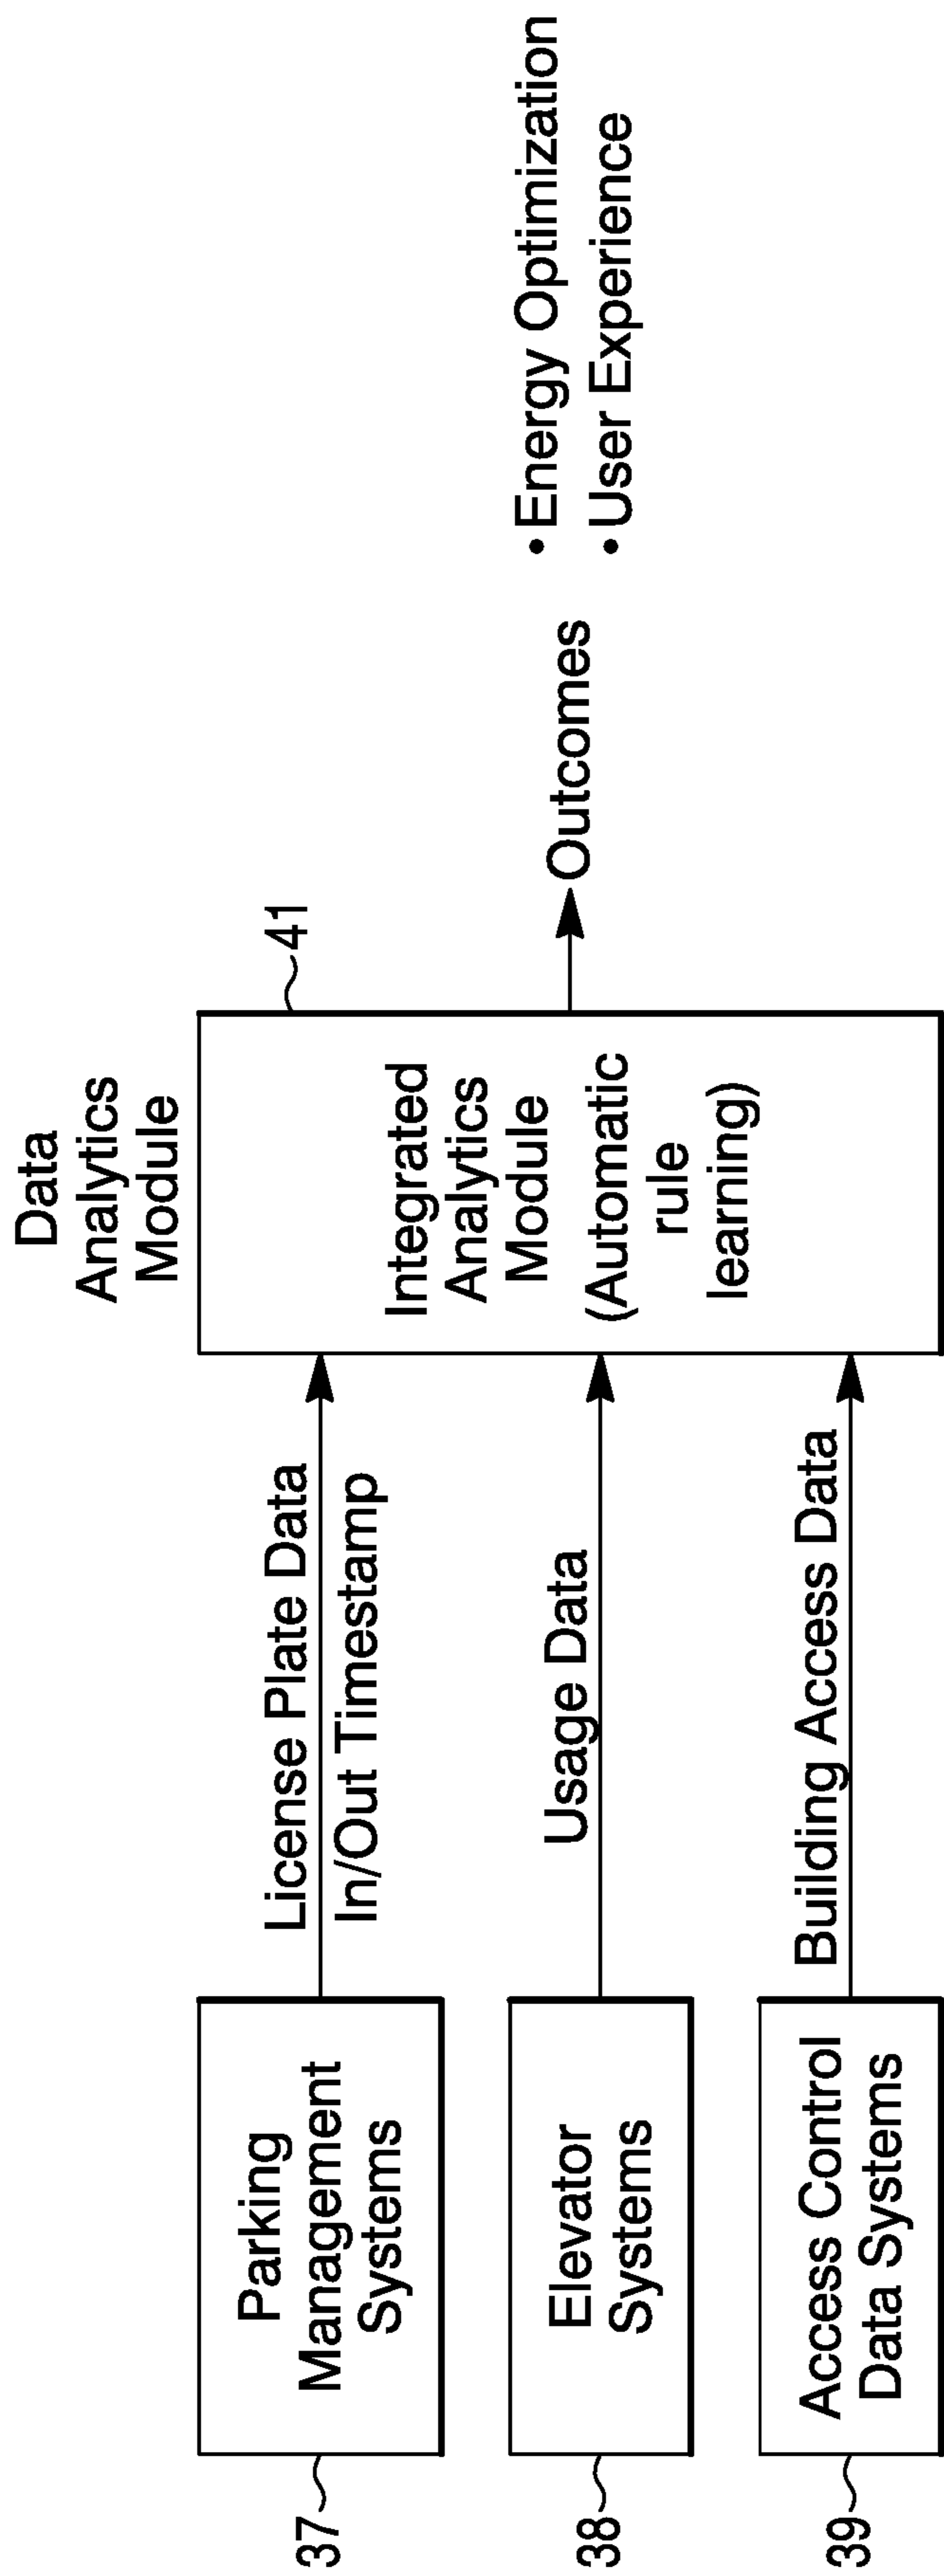 Data
Analytics
Module
37
Parking
Management
Systems
License Plate Data
In/Out Timestamp
41
38
Elevator
Systems
Usage Data
Integrated
Analytics
Module
(Automatic
rule
learning)
Outcomes
• Energy Optimization
• User Experience
39
Access Control
Data Systems
Building Access Data